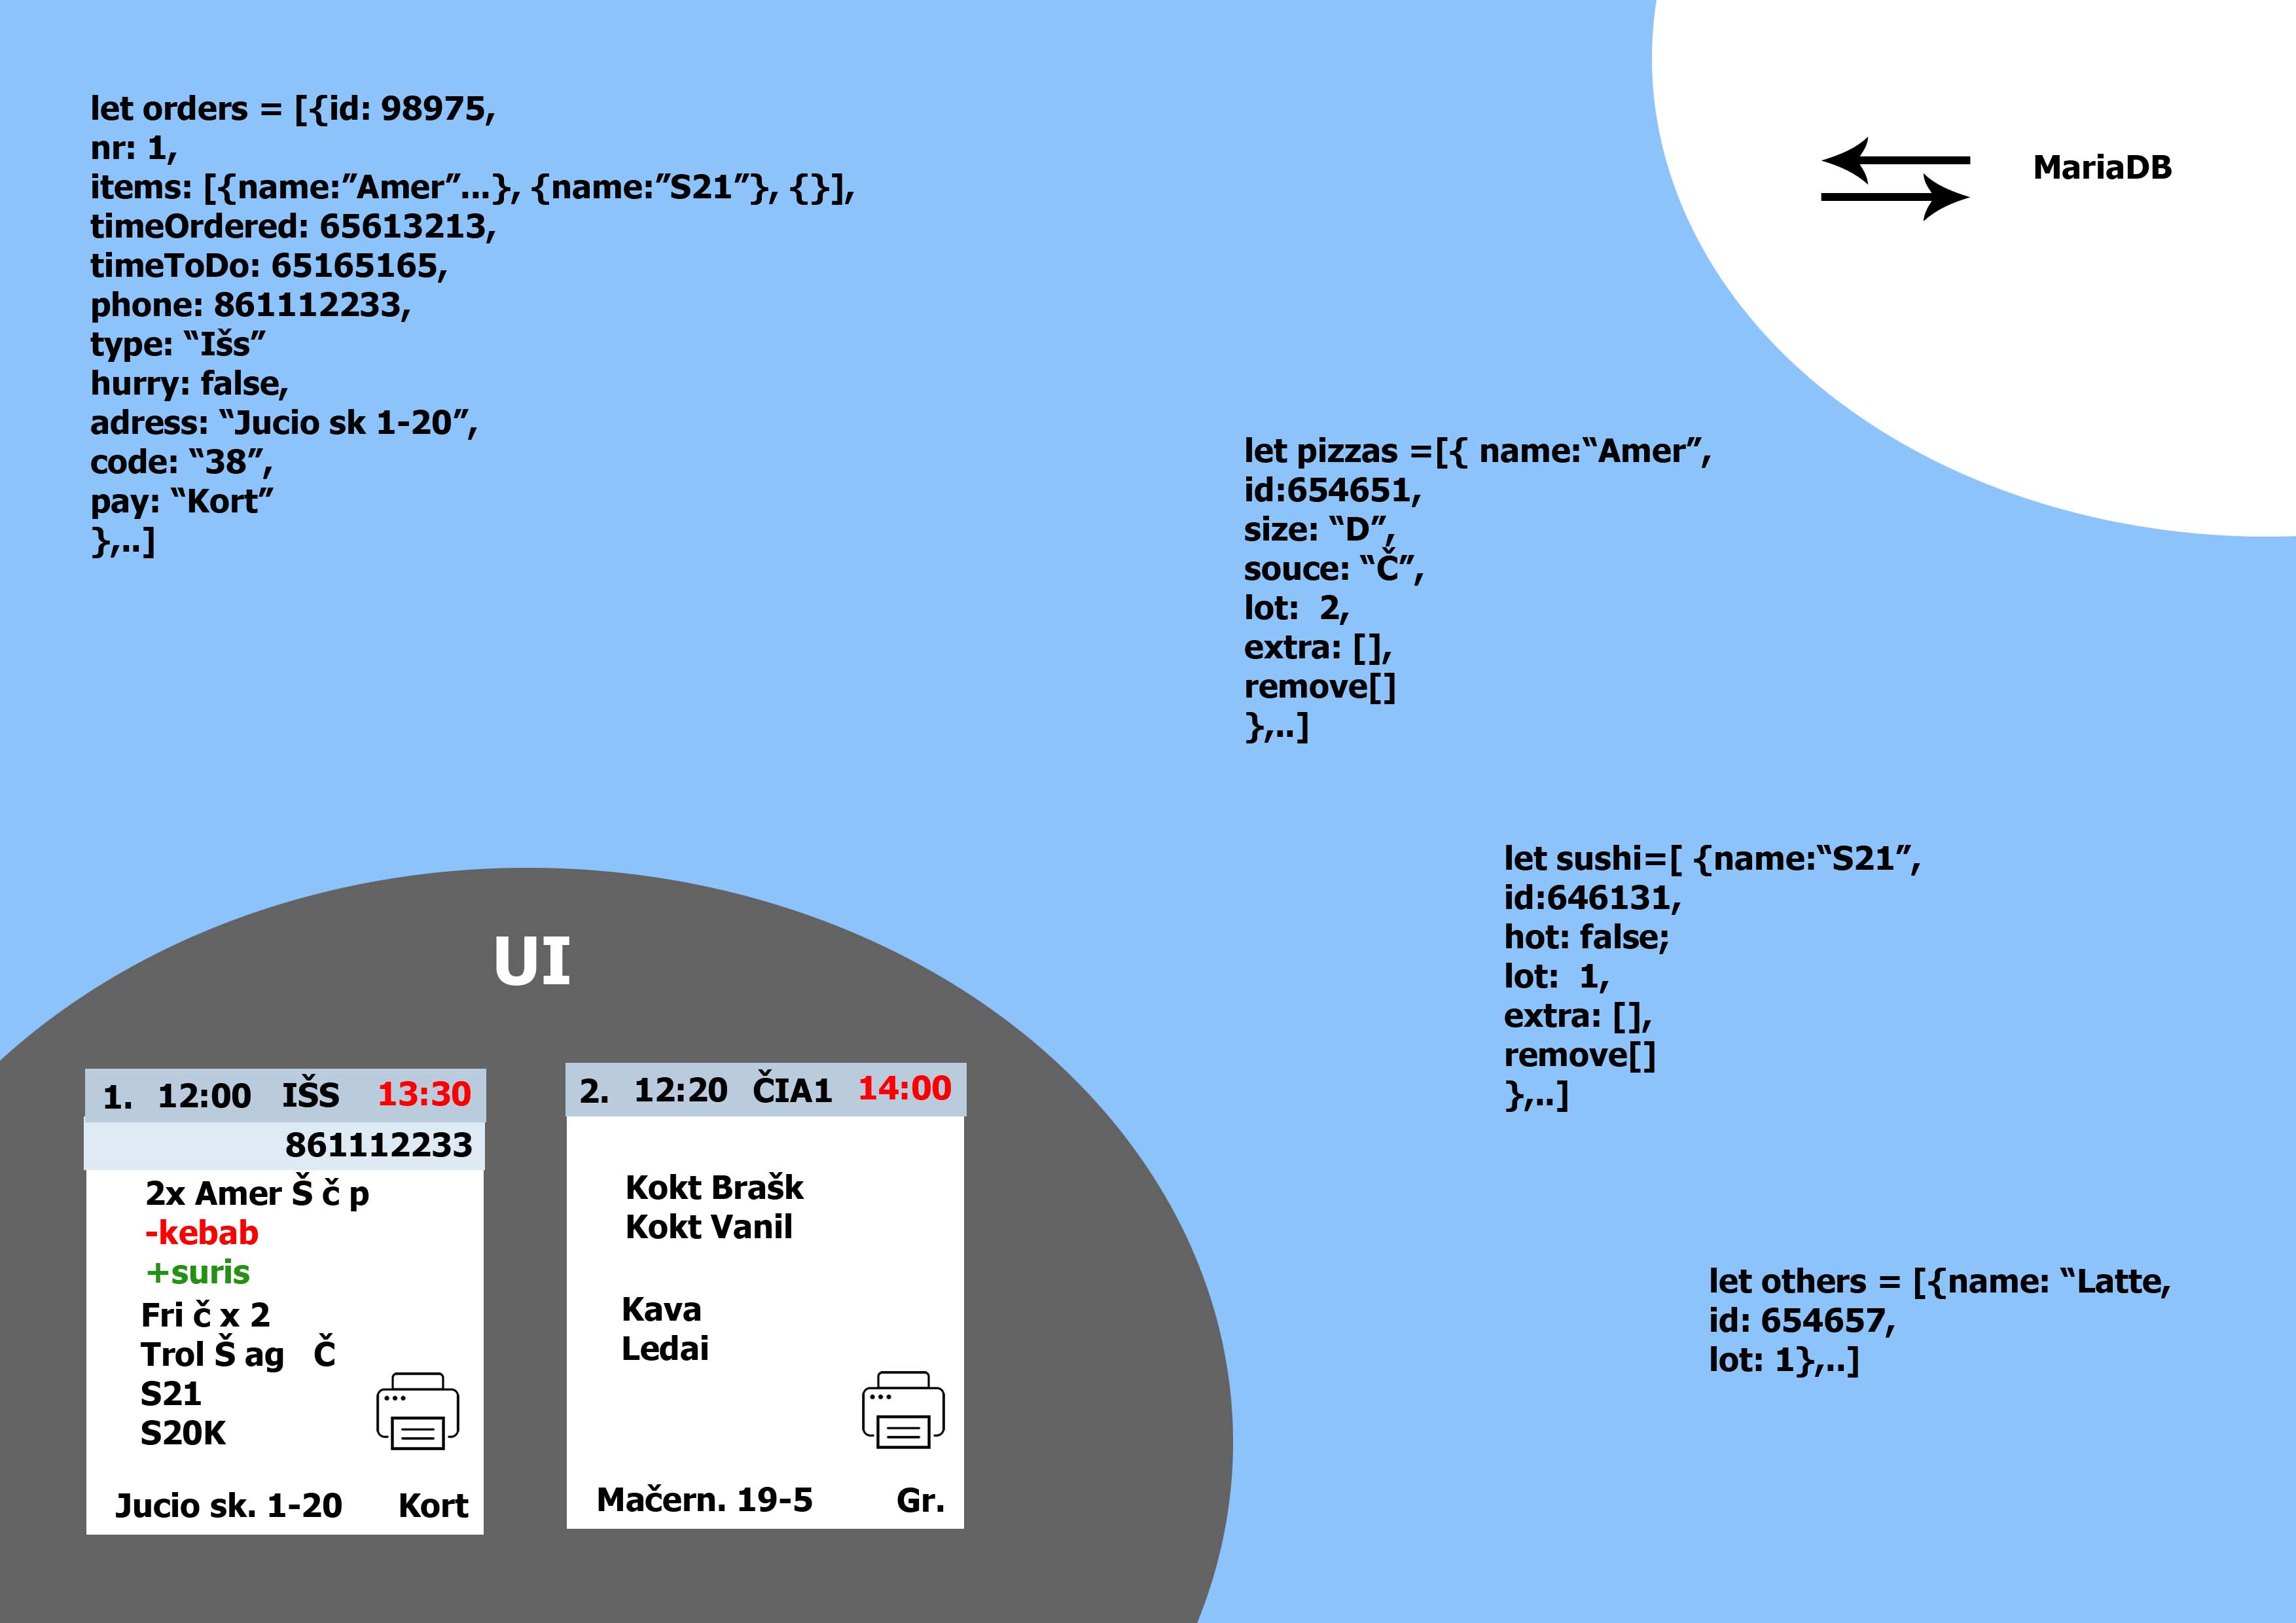 let orders = [{id: 98975,
nr: 1,
items: [{name:"Amer"...}, {name:"S21"}, {}],
timeOrdered: 65613213,
timeToDo: 65165165,
phone: 861112233,
type: “Išs”
hurry: false,
adress: “Jucio sk 1-20”,
code: “38”,
pay: “Kort”
},..]
MariaDB
let pizzas =[{ name:“Amer”,
id:654651,
size: “D”,
souce: “Č”,
lot:  2,
extra: [],
remove[]
},..]
let sushi=[ {name:“S21”,
id:646131,
hot: false;
lot:  1,
extra: [],
remove[]
},..]
let others = [{name: “Latte,
id: 654657,
lot: 1},..]
UI
1. 12:00 IŠS 13:30
861112233
2x Amer Š č p
-kebab
+suris
Fri č x 2
Trol Š ag Č
S21
S20K
Jucio sk. 1-20 Kort
2. 12:20 ČIA1 14:00
Kokt Brašk
Kokt Vanil
Kava
Ledai
Mačern. 19-5 Gr.